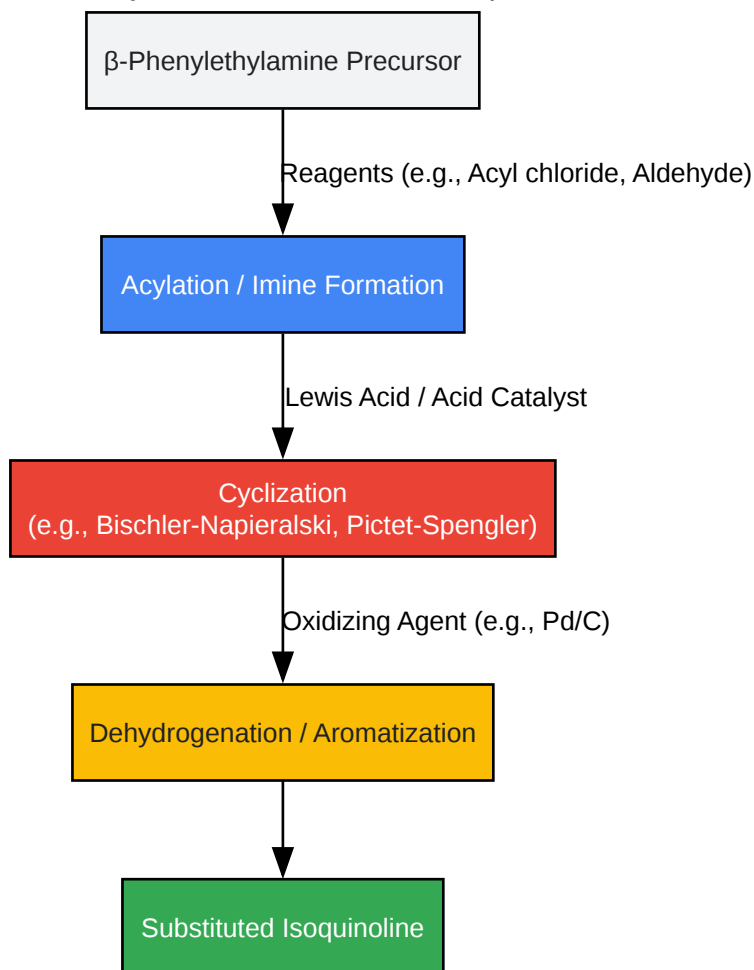 β-Phenylethylamine Precursor
Reagents (e.g., Acyl chloride, Aldehyde)
Acylation / Imine Formation
Lewis Acid / Acid Catalyst
Cyclization
(e.g., Bischler-Napieralski, Pictet-Spengler)
Oxidizing Agent (e.g., Pd/C)
Dehydrogenation / Aromatization
Substituted Isoquinoline